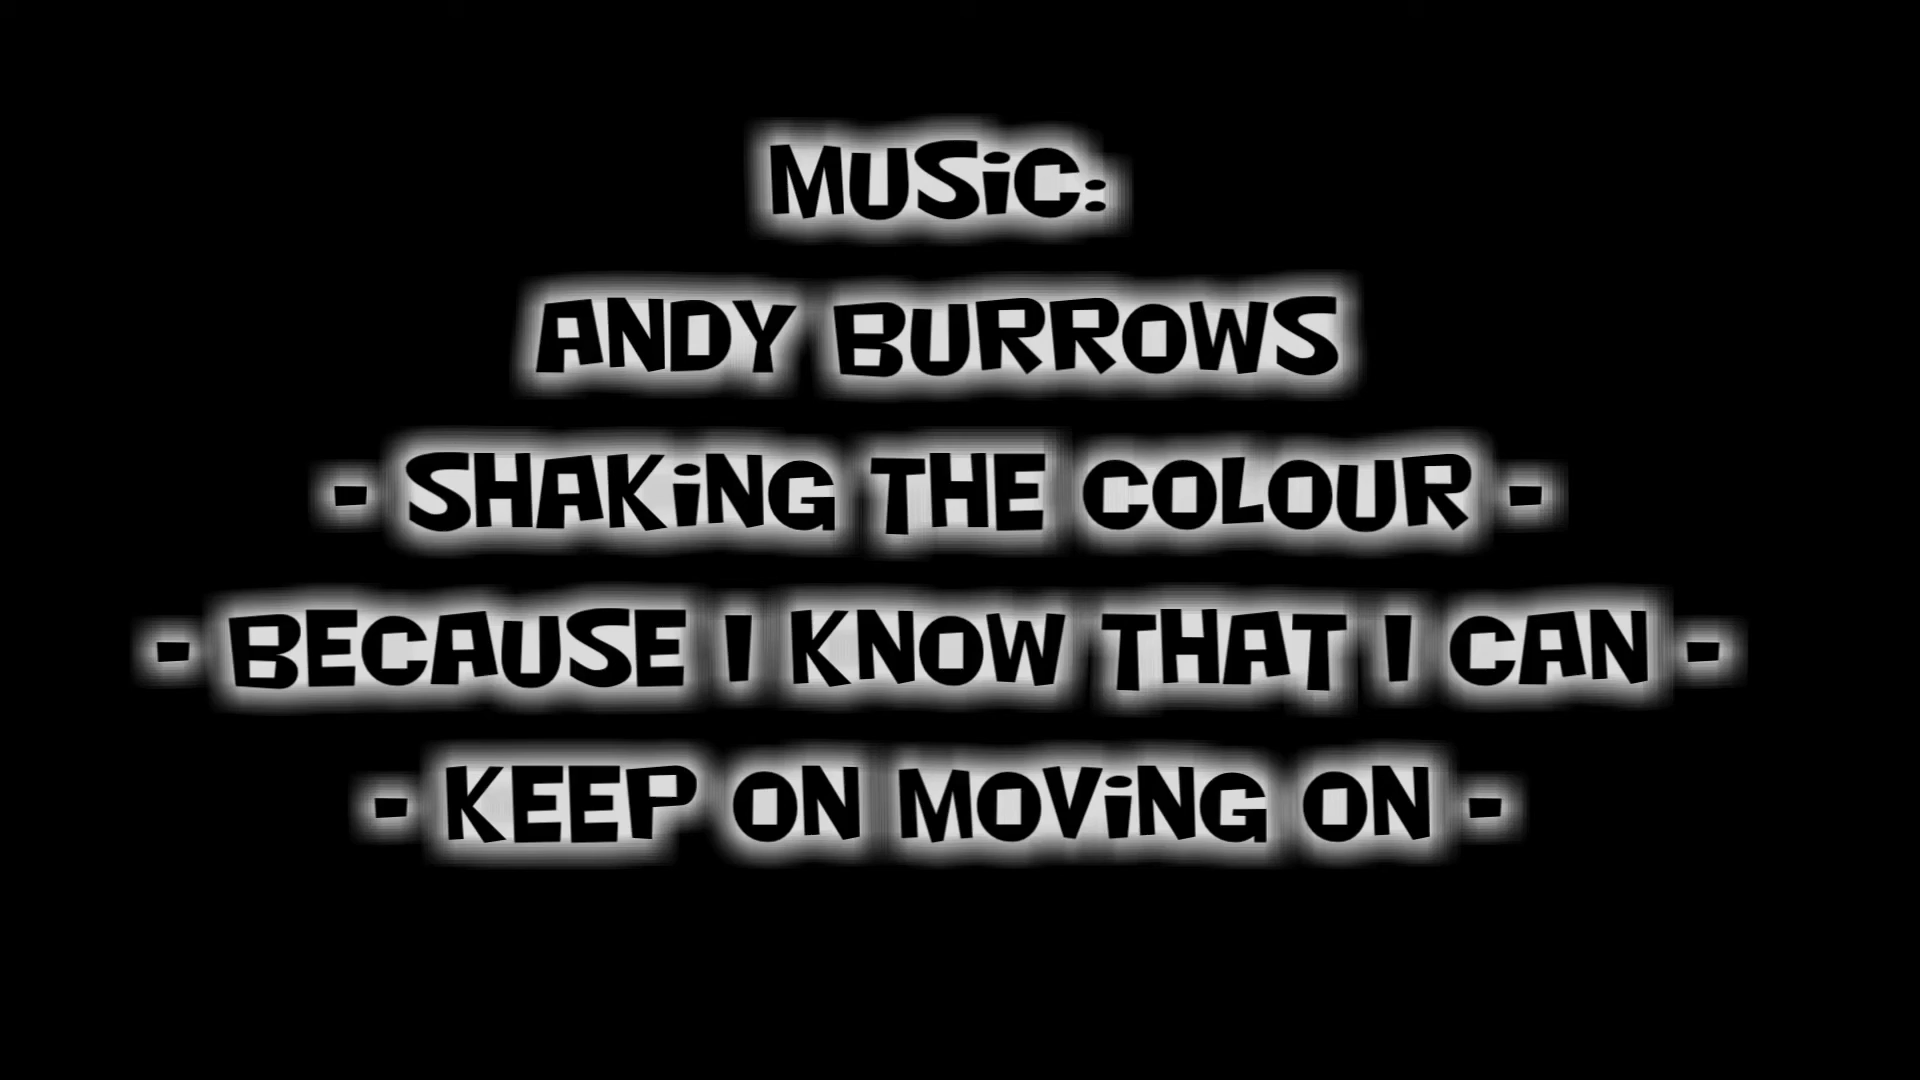 MUSIC:
ANDY BURROWS
- SHAKING THE COLOUR -
- BECAUSE I KNOW THAT I CAN -
- KEEP ON MOVING ON -